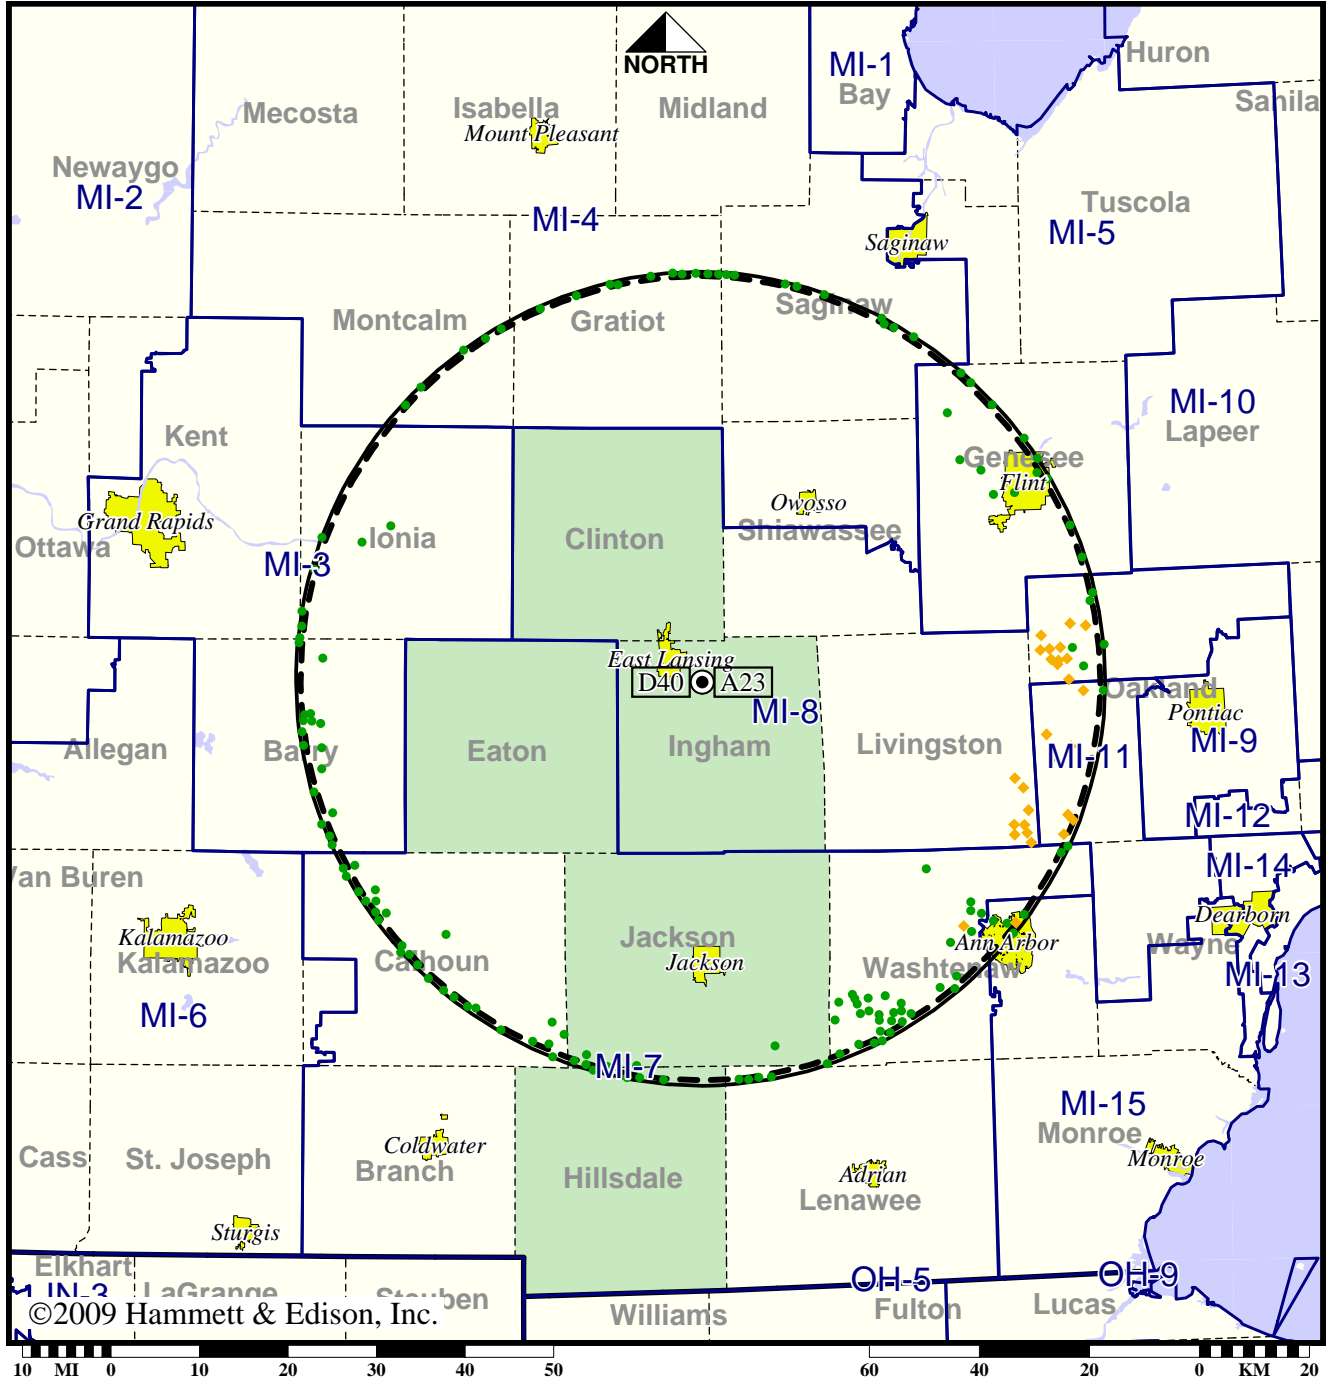 NORTH
Huron
MI-1
Bay
Mecosta
Isabella
Midland
Sanila
Mount Pleasant
Newaygo
MI-2
Tuscola
MI-4
MI-5
Saginaw
Saginaw
Montcalm
Gratiot
MI-10
Lapeer
Kent
Genesee
Flint
Owosso
Grand Rapids
Ottawa
Ionia
Clinton
Shiawassee
MI-3
East Lansing
D40
A23
Oakland
MI-8
Pontiac
Allegan
Barry
Eaton
Ingham
Livingston
MI-9
MI-11
MI-12
Van Buren
MI-14
Dearborn
Kalamazoo
Kalamazoo
Calhoun
Jackson
Jackson
Ann Arbor
Washtenaw
Wayne
MI-13
MI-6
MI-7
MI-15
Monroe
Monroe
Cass
St. Joseph
Coldwater
Branch
Hillsdale
Adrian
Lenawee
Sturgis
Elkhart
IN-3
LaGrange
Steuben
OH-5
OH-9
Williams
Fulton
Lucas
©2009 Hammett & Edison, Inc.
10 MI 0 10 20 30 40 50 60 40 20 0 KM 20